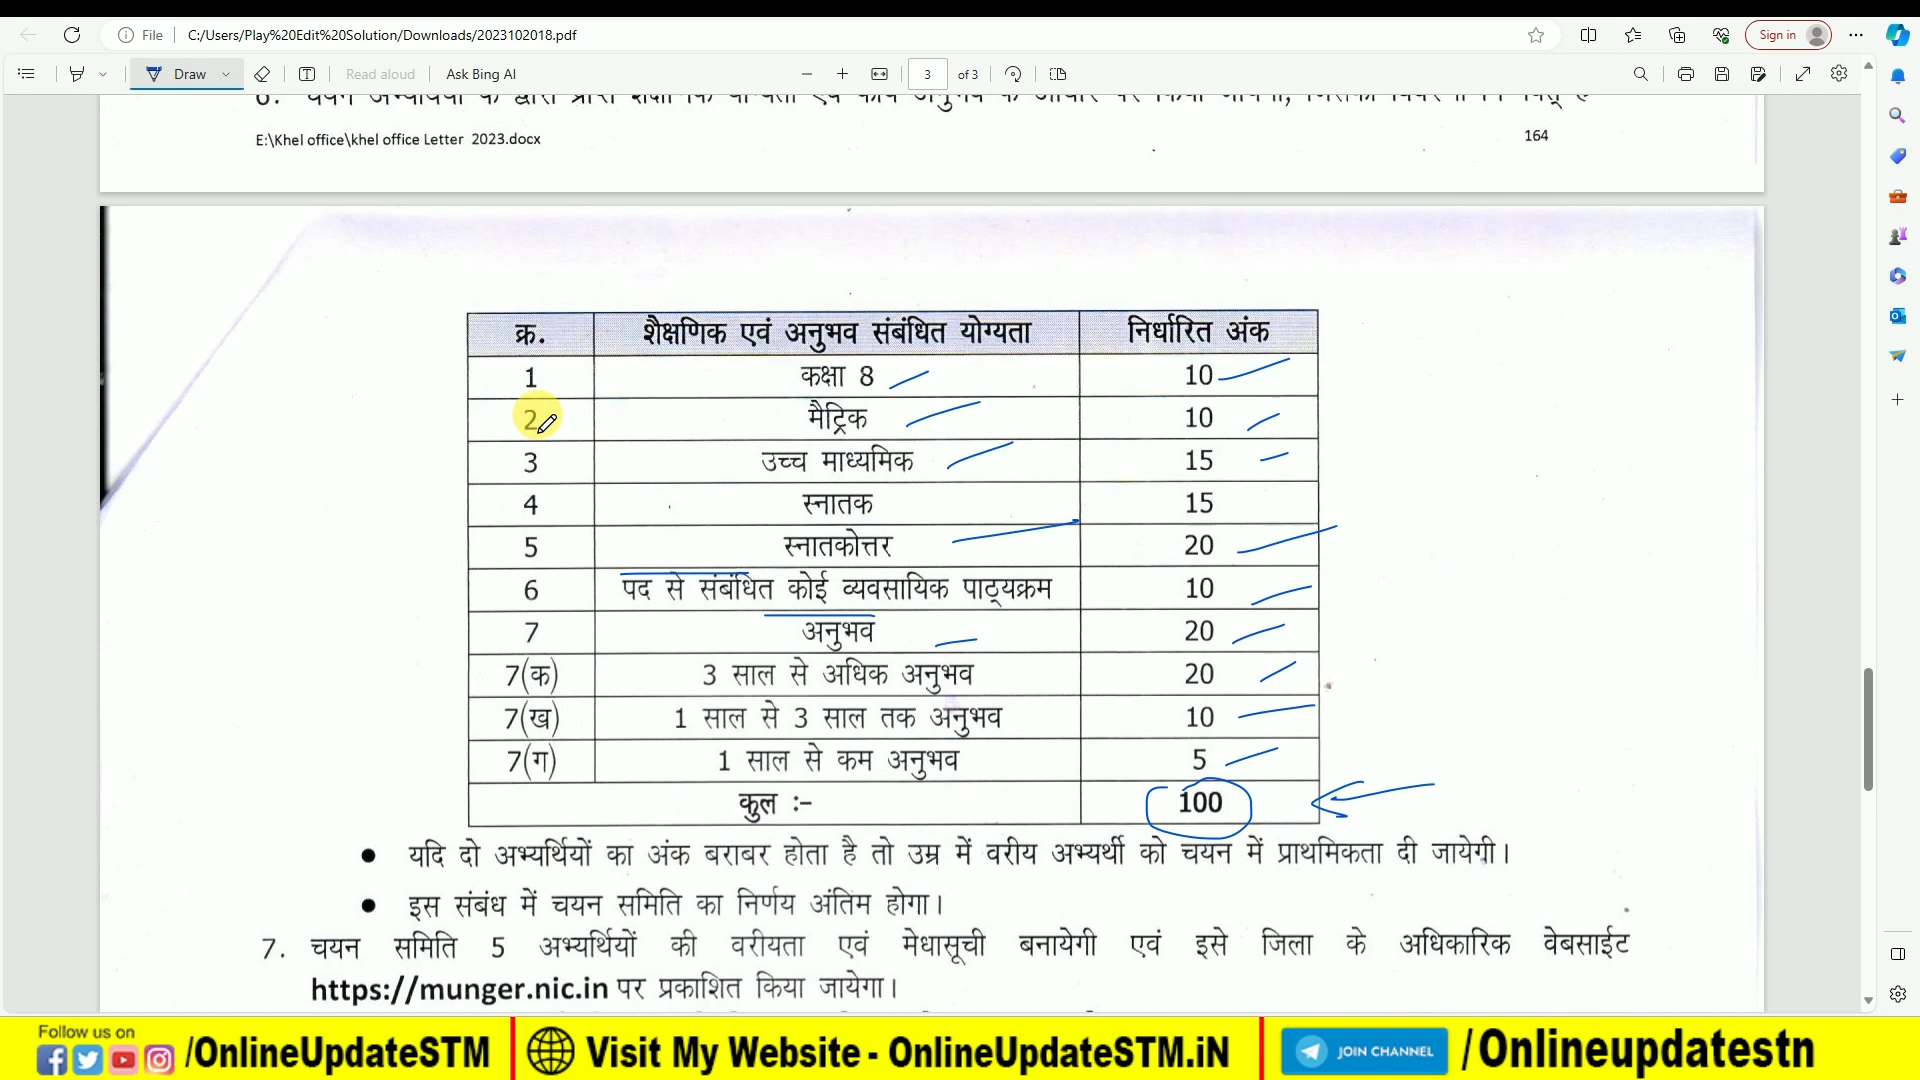 File C:/Users/Play%20Edit%20Solution/Downloads/2023102018.pdf Sign in
Draw Read aloud Ask Bing AI 3 of 3
E:\Khel office\khel office Letter 2023.docx 164
क्र. शैक्षणिक एवं अनुभव संबंधित योग्यता निर्धारित अंक
1 कक्षा 8 10
2 मैट्रिक 10
3 उच्च माध्यमिक 15
4 स्नातक 15
5 स्नातकोत्तर 20
6 पद से संबंधित कोई व्यवसायिक पाठ्यक्रम 10
7 अनुभव 20
7(क) 3 साल से अधिक अनुभव 20
7(ख) 1 साल से 3 साल तक अनुभव 10
7(ग) 1 साल से कम अनुभव 5
कुल :- 100
● यदि दो अभ्यर्थियों का अंक बराबर होता है तो उम्र में वरीय अभ्यर्थी को चयन में प्राथमिकता दी जायेगी।
● इस संबंध में चयन समिति का निर्णय अंतिम होगा।
7. चयन समिति 5 अभ्यर्थियों की वरीयता एवं मेधासूची बनायेगी एवं इसे जिला के अधिकारिक वेबसाईट
https://munger.nic.in पर प्रकाशित किया जायेगा।
Follow us on
/OnlineUpdateSTM Visit My Website - OnlineUpdateSTM.iN JOIN CHANNEL /Onlineupdatestn